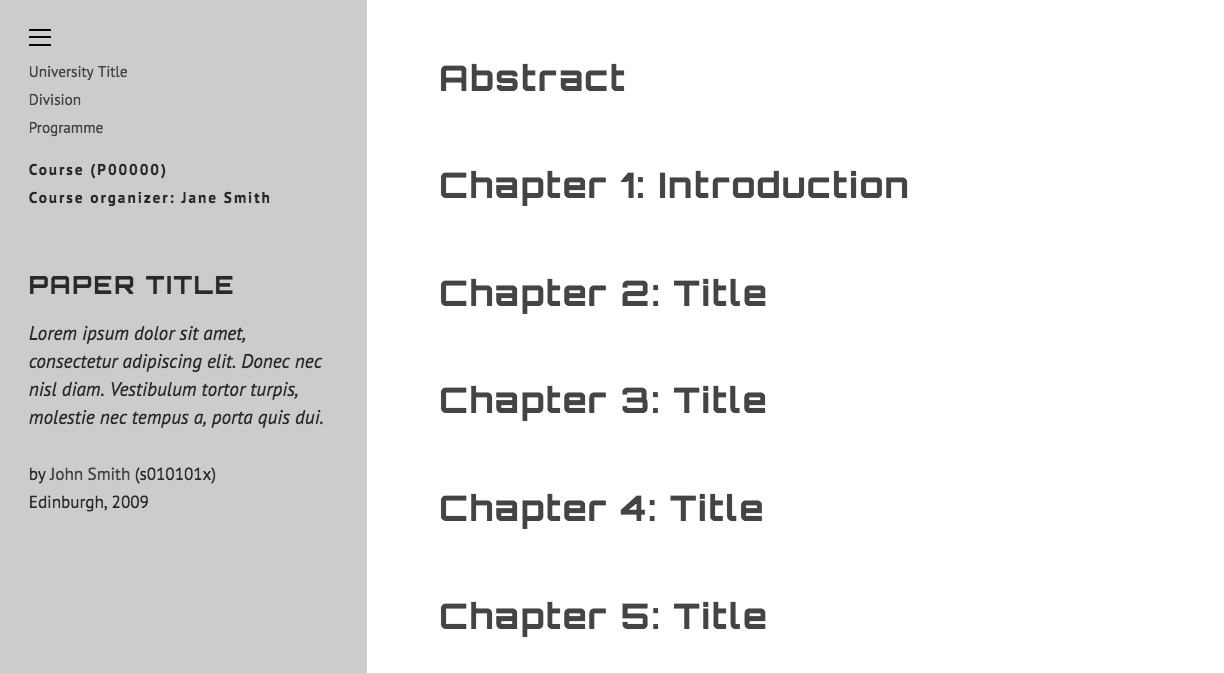 University Title
Division
Programme
Course (P00000)
Course organizer: Jane Smith
PAPER TITLE
Lorem ipsum dolor sit amet,
consectetur adipiscing elit. Donec nec
nisl diam. Vestibulum tortor turpis,
molestie nec tempus a, porta quis dui.
by John Smith (s010101x)
Edinburgh, 2009
Abstract
Chapter 1: Introduction
Chapter 2: Title
Chapter 3: Title
Chapter 4: Title
Chapter 5: Title